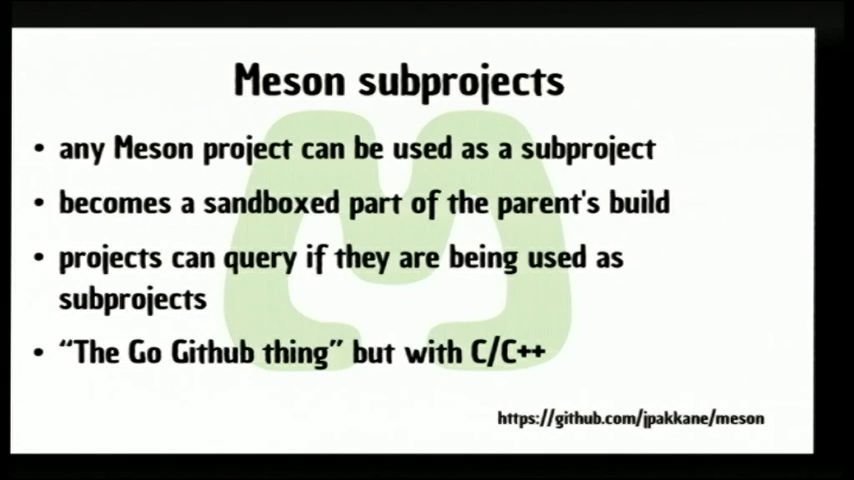 Meson subprojects
• any Meson project can be used as a subproject
• becomes a sandboxed part of the parent's build
• projects can query if they are being used as
subprojects
• “The Go Github thing” but with C/C++
https://github.com/jpakkane/meson